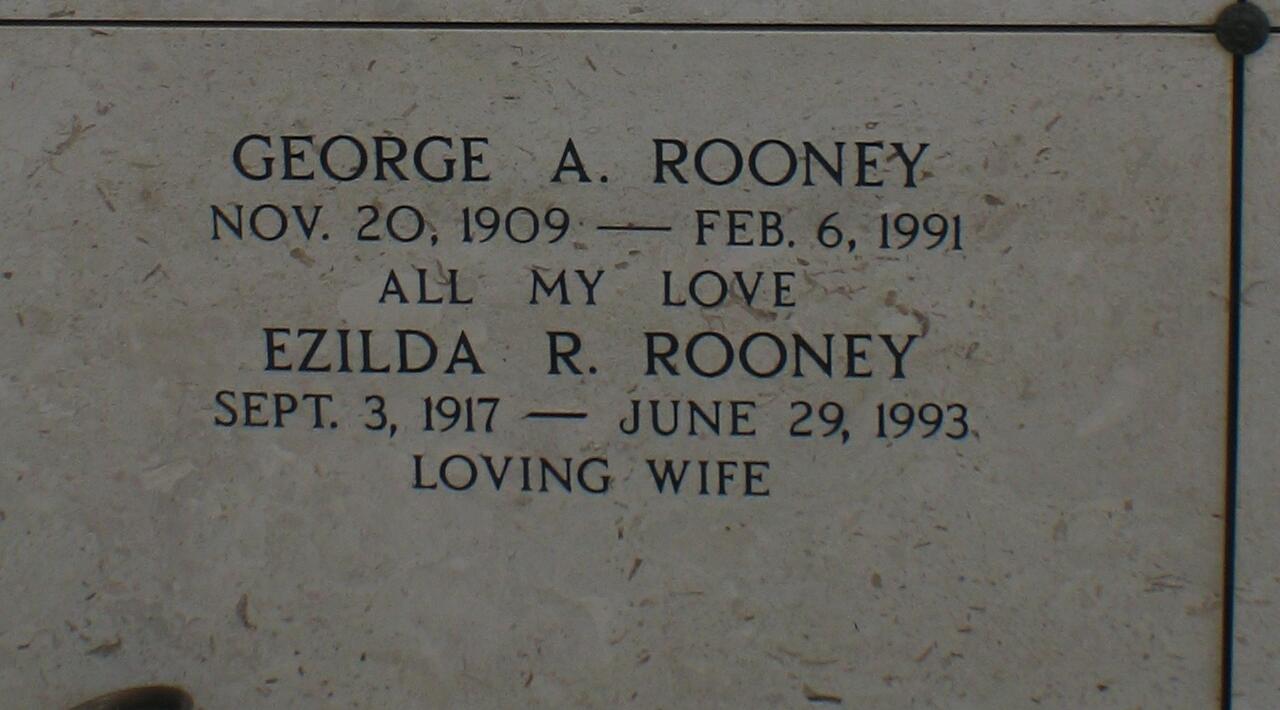 GEORGE A. ROONEY
NOV. 20, 1909 — FEB. 6, 1991
ALL MY LOVE
EZILDA R. ROONEY
SEPT. 3, 1917 — JUNE 29, 1993
LOVING WIFE